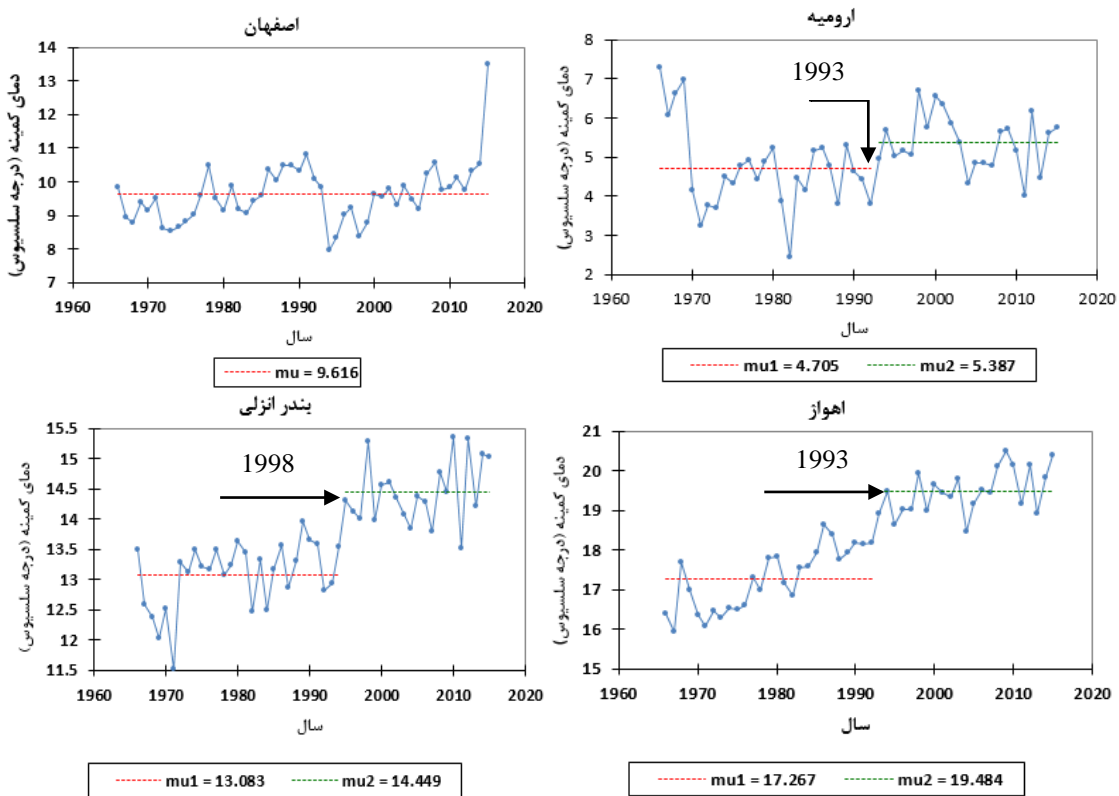 اصفهان
دمای کمینه (درجه سلسیوس)
14
13
12
11
10
9
8
7
1960 1970 1980 1990 2000 2010 2020
سال
mu = 9.616
ارومیه
دمای کمینه (درجه سلسیوس)
8
7
6
5
4
3
2
1993
1960 1970 1980 1990 2000 2010 2020
سال
mu1 = 4.705 mu2 = 5.387
بندر انزلی
دمای کمینه (درجه سلسیوس)
15.5
15
14.5
14
13.5
13
12.5
12
11.5
1998
1960 1970 1980 1990 2000 2010 2020
سال
mu1 = 13.083 mu2 = 14.449
اهواز
دمای کمینه (درجه سلسیوس)
21
20
19
18
17
16
15
1993
1960 1970 1980 1990 2000 2010 2020
سال
mu1 = 17.267 mu2 = 19.484